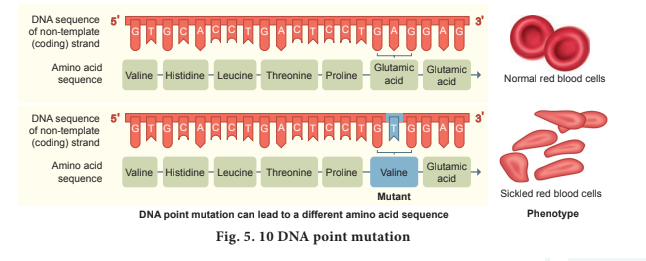 DNA sequence of non-template (coding) strand
5' G T G C A C C T G A C T C C T G A G G A G 3'
Amino acid sequence
Valine Histidine Leucine Threonine Proline Glutamic acid Glutamic acid
Normal red blood cells
DNA sequence of non-template (coding) strand
5' G T G C A C C T G A C T C C T G T G G A G 3'
Amino acid sequence
Valine Histidine Leucine Threonine Proline Valine Glutamic acid
Mutant
Sickled red blood cells
DNA point mutation can lead to a different amino acid sequence
Phenotype
Fig. 5. 10 DNA point mutation